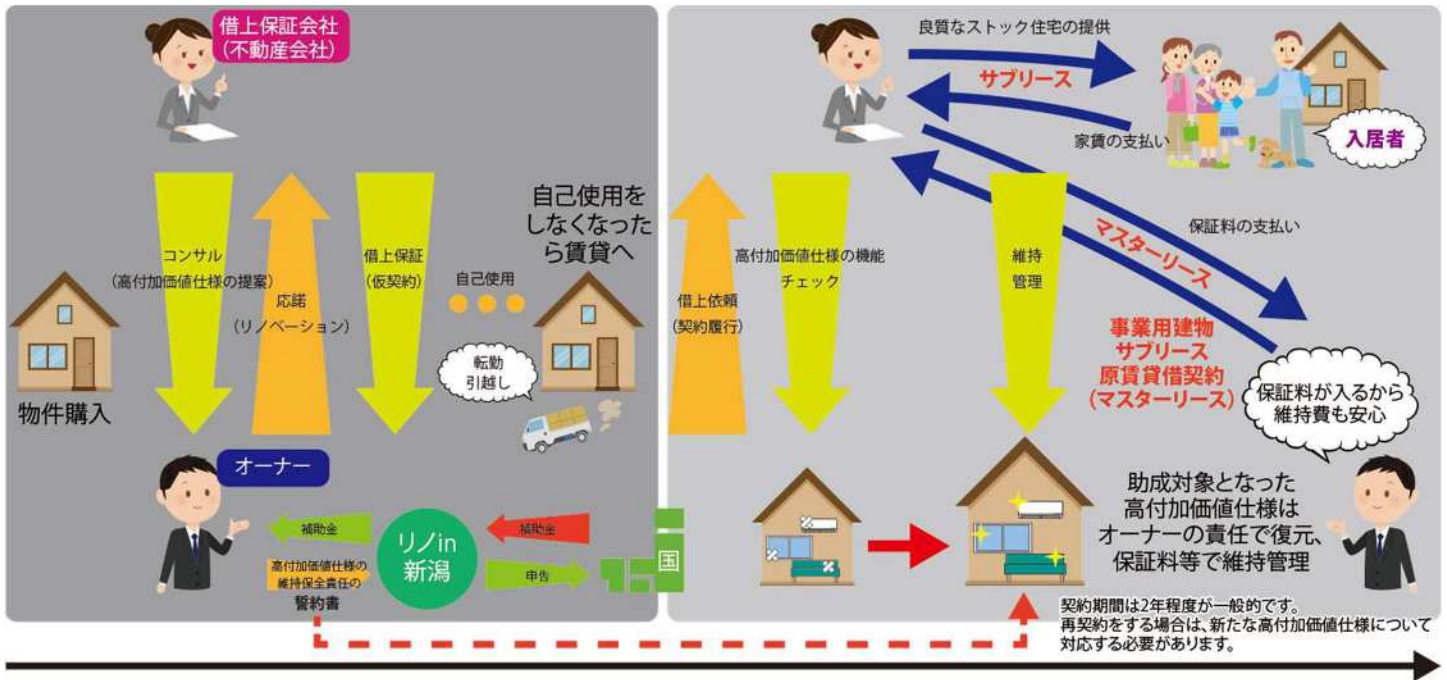 借上保証会社
(不動産会社)
コンサル
(高付加価値仕様の提案)
応諾
(リノベーション)
借上保証
(仮契約)
自己使用を
しなくなった
ら賃貸へ
自己使用
転勤
引越し
物件購入
オーナー
補助金
リノin
新潟
補助金
高付加価値仕様の
維持保全責任の
誓約書
申告
国
良質なストック住宅の提供
サブリース
家賃の支払い
入居者
借上依頼
(契約履行)
高付加価値仕様の機能
チェック
維持
管理
保証料の支払い
マスターリース
事業用建物
サブリース
原賃貸借契約
(マスターリース)
保証料が入るから
維持費も安心
助成対象となった
高付加価値仕様は
オーナーの責任で復元、
保証料等で維持管理
契約期間は2年程度が一般的です。
再契約をする場合は、新たな高付加価値仕様について
対応する必要があります。